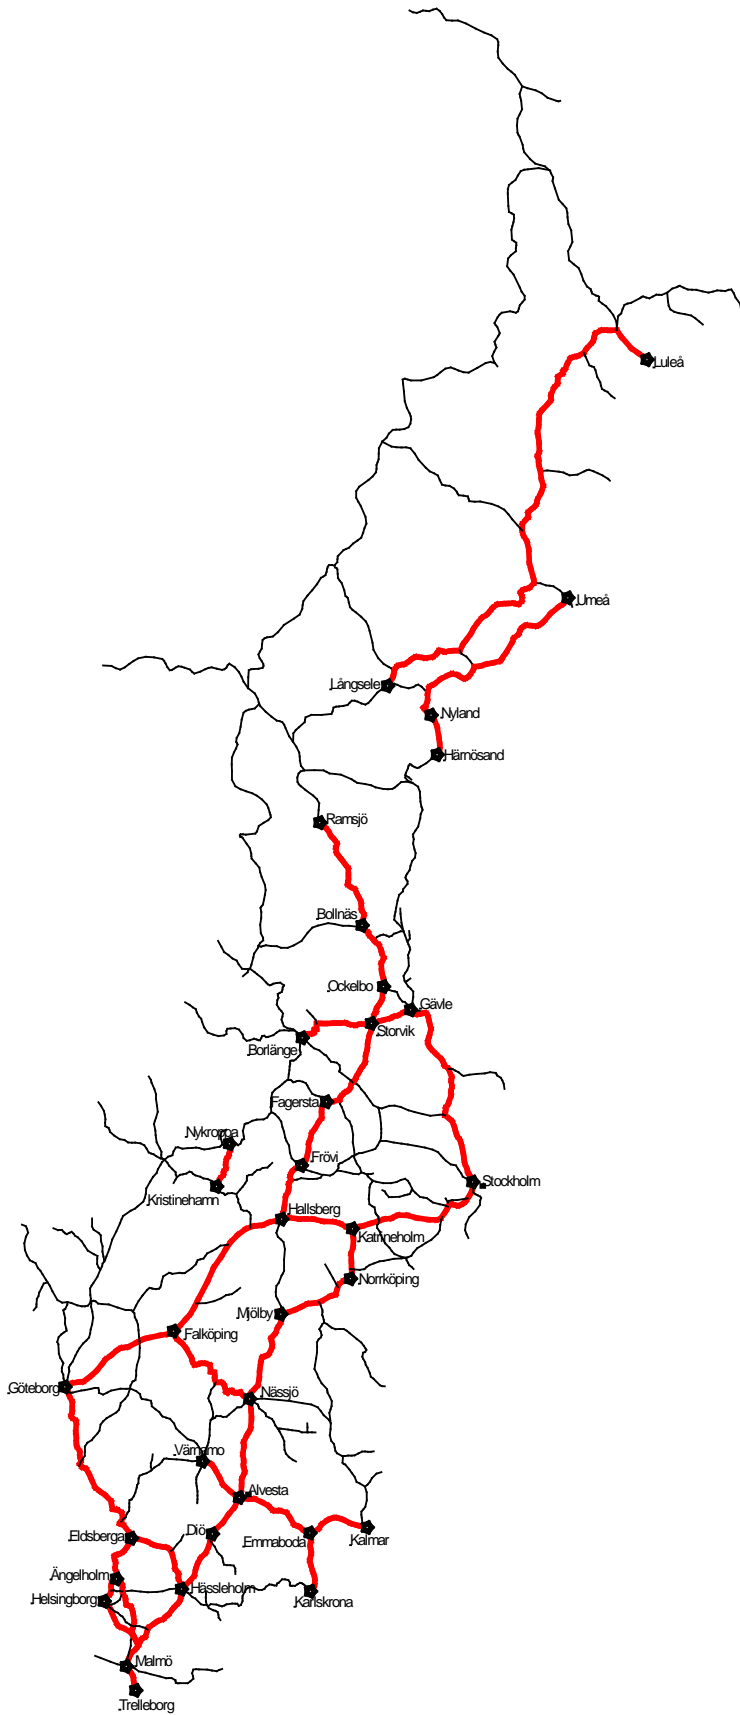 Luleå
Umeå
Långsele
Nyland
Härnösand
Ramsjö
Bollnäs
Ockelbo
Gävle
Storvik
Borlänge
Fagersta
Nykroppa
Frövi
Kristinehamn
Stockholm
Hallsberg
Katrineholm
Norrköping
Mjölby
Falköping
Göteborg
Nässjö
Värnamo
Alvesta
Eldsberga
Diö
Emmaboda
Kalmar
Ängelholm
Hässleholm
Helsingborg
Karlskrona
Malmö
Trelleborg